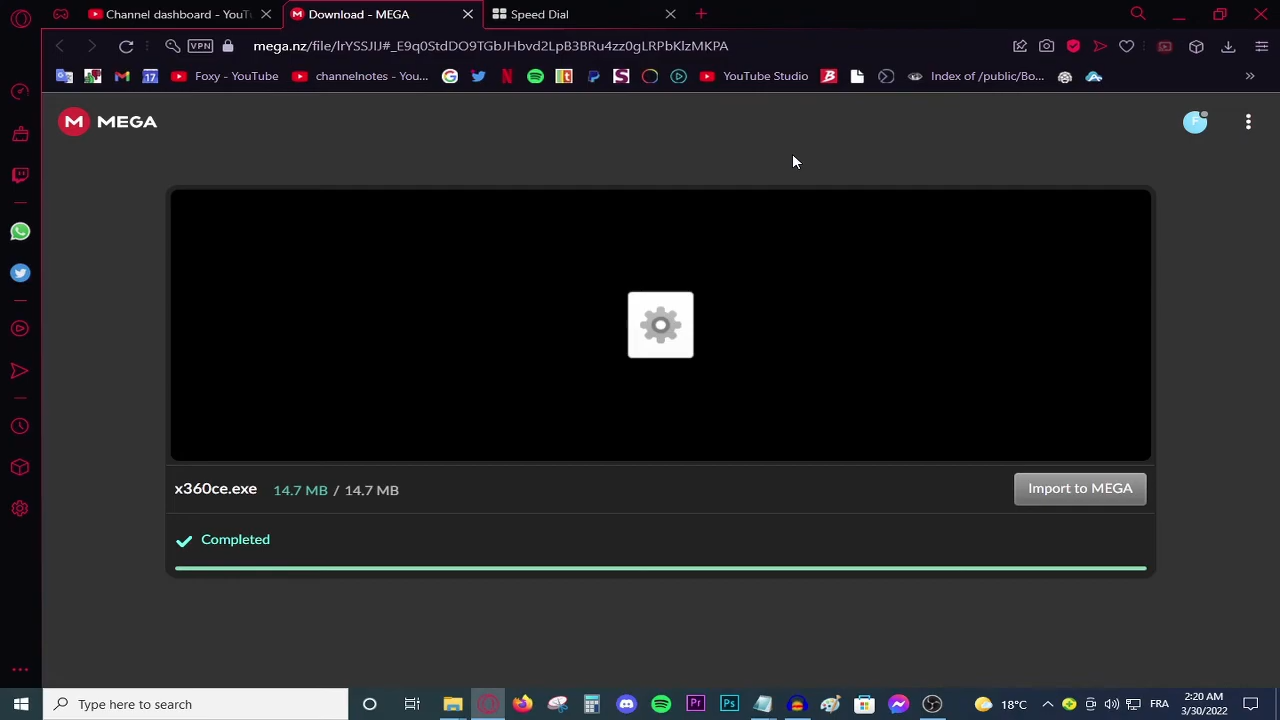 Channel dashboard - YouTu
Download - MEGA
Speed Dial
VPN
mega.nz/file/lrYSSJIJ#_E9q0StdDO9TGbJHbvd2LpB3BRu4zz0gLRPbKlzMKPA
Foxy - YouTube
channelnotes - You...
YouTube Studio
Index of /public/Bo...
MEGA
F
x360ce.exe
14.7 MB / 14.7 MB
Import to MEGA
Completed
Type here to search
18°C
FRA
2:20 AM
3/30/2022